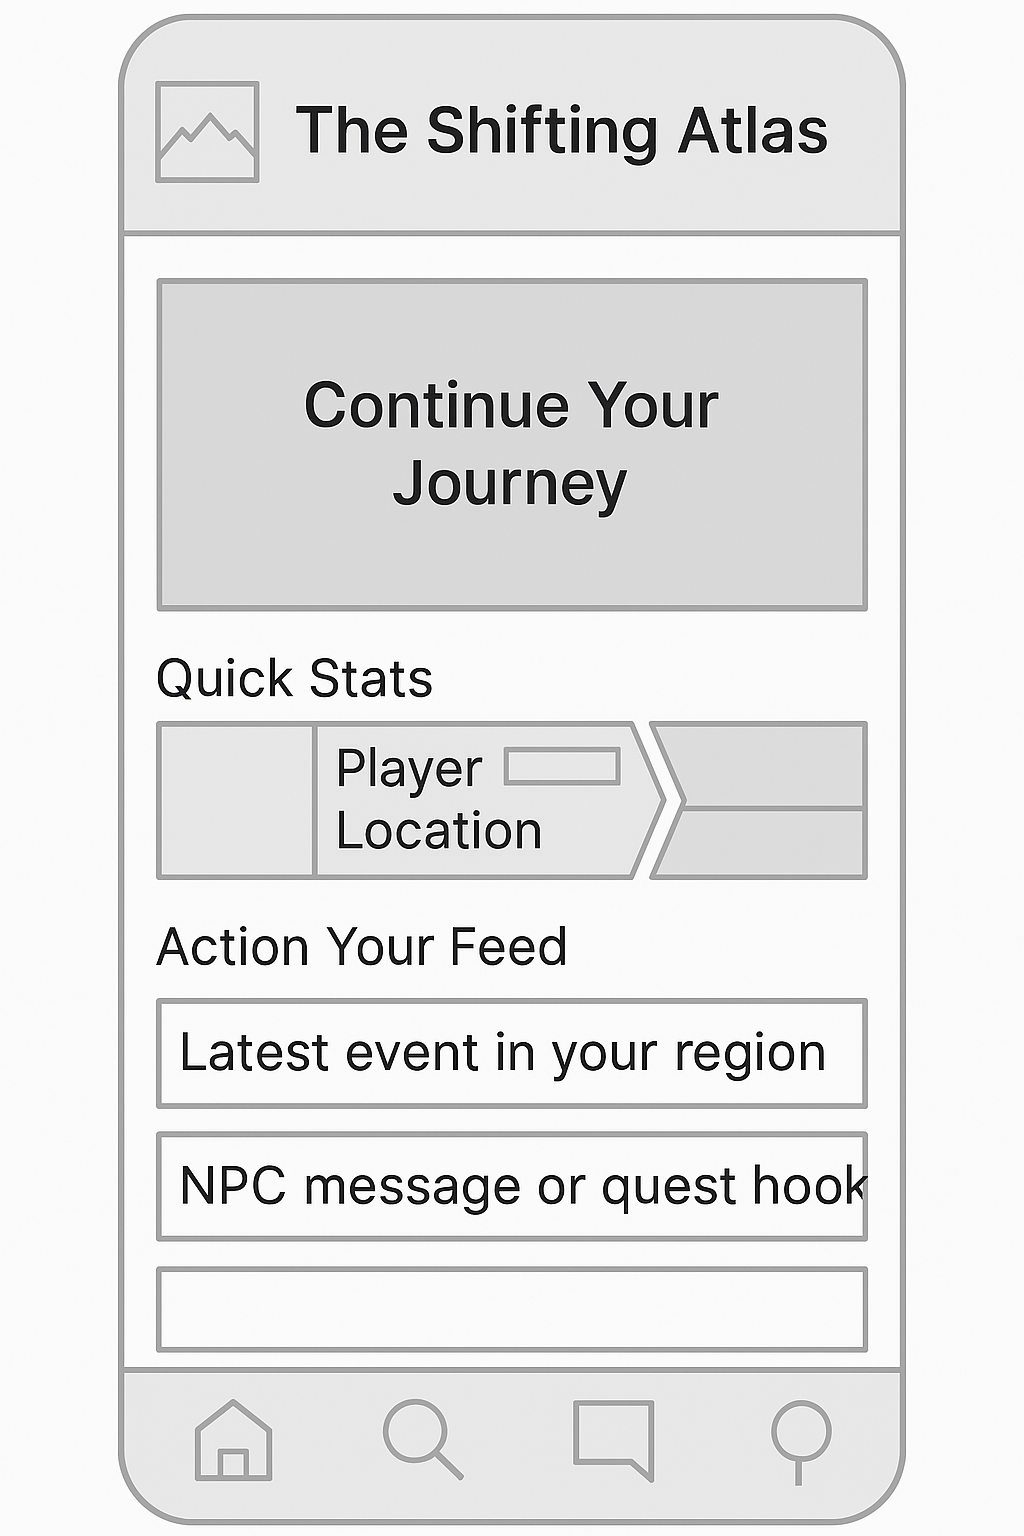 The Shifting Atlas
Continue Your
Journey
Quick Stats
Player
Location
Action Your Feed
Latest event in your region
NPC message or quest hook